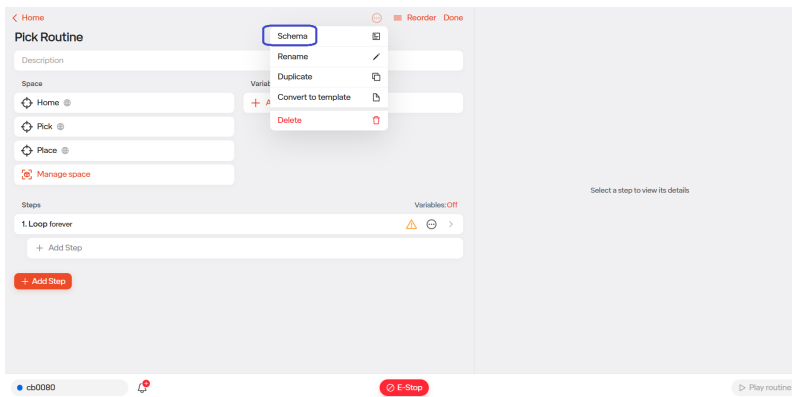 Home
Reorder Done
Pick Routine
Schema
Description
Rename
Space
Variab
Duplicate
Home
+ A
Convert to template
Pick
Delete
Place
Manage space
Select a step to view its details
Steps
Variables: Off
1. Loop forever
+ Add Step
+ Add Step
cb0080
E-Stop
Play routine